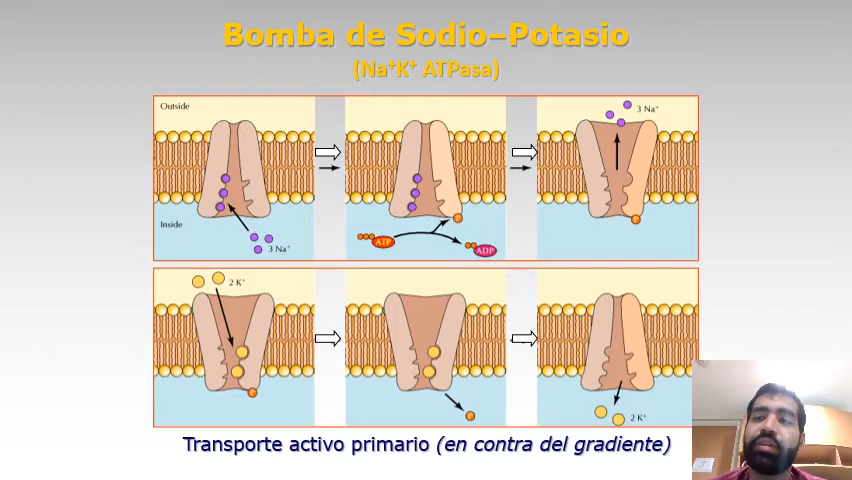 Bomba de Sodio–Potasio
(Na⁺K⁺ ATPasa)
Outside
Inside
3 Na⁺
ATP
P
ADP
3 Na⁺
P
2 K⁺
P
P
2 K⁺
Transporte activo primario (en contra del gradiente)